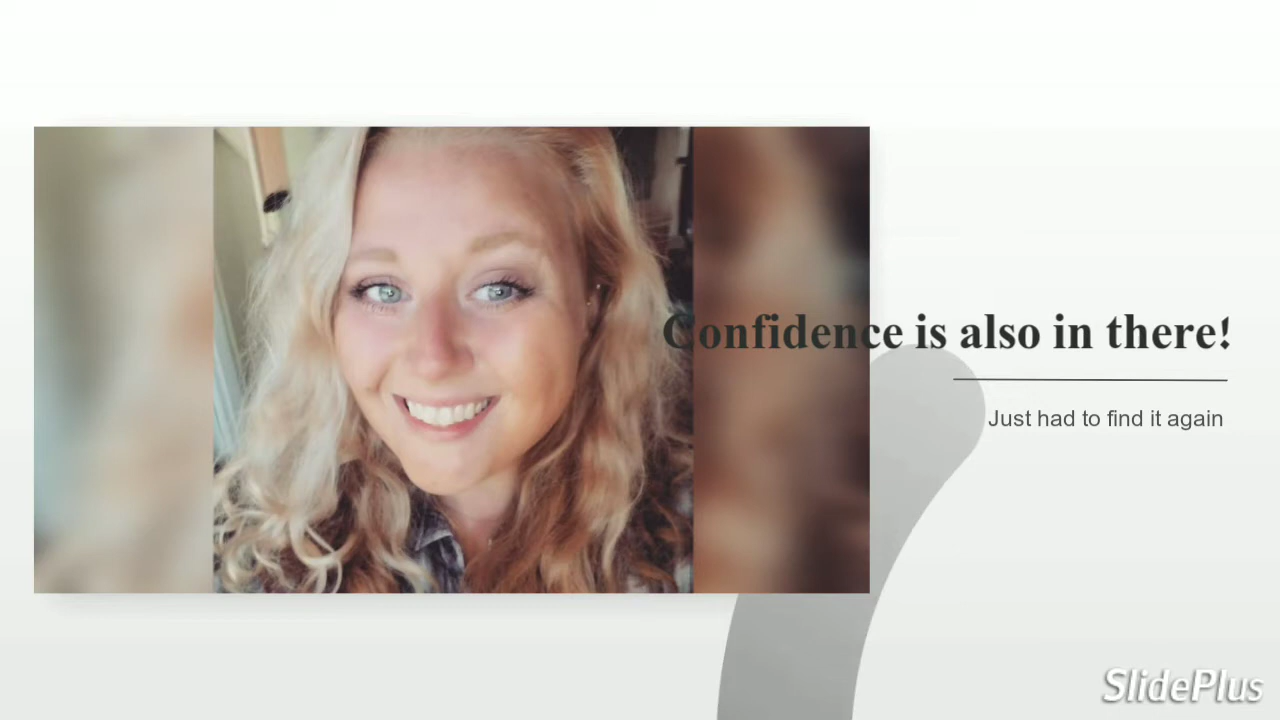 Confidence is also in there!
Just had to find it again
SlidePlus